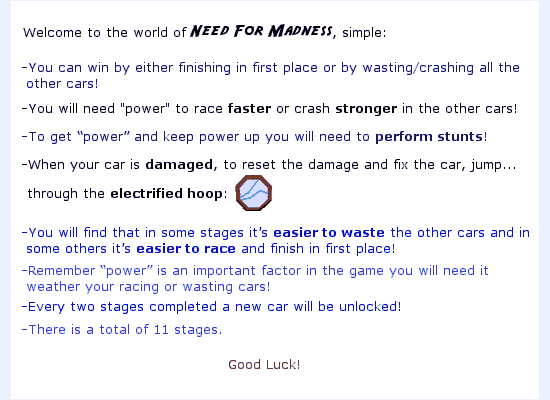 Welcome to the world of Need For Madness, simple:
-You can win by either finishing in first place or by wasting/crashing all the
other cars!
-You will need "power" to race faster or crash stronger in the other cars!
-To get “power” and keep power up you will need to perform stunts!
-When your car is damaged, to reset the damage and fix the car, jump...
through the electrified hoop:
-You will find that in some stages it’s easier to waste the other cars and in
some others it’s easier to race and finish in first place!
-Remember “power” is an important factor in the game you will need it
weather your racing or wasting cars!
-Every two stages completed a new car will be unlocked!
-There is a total of 11 stages.
Good Luck!